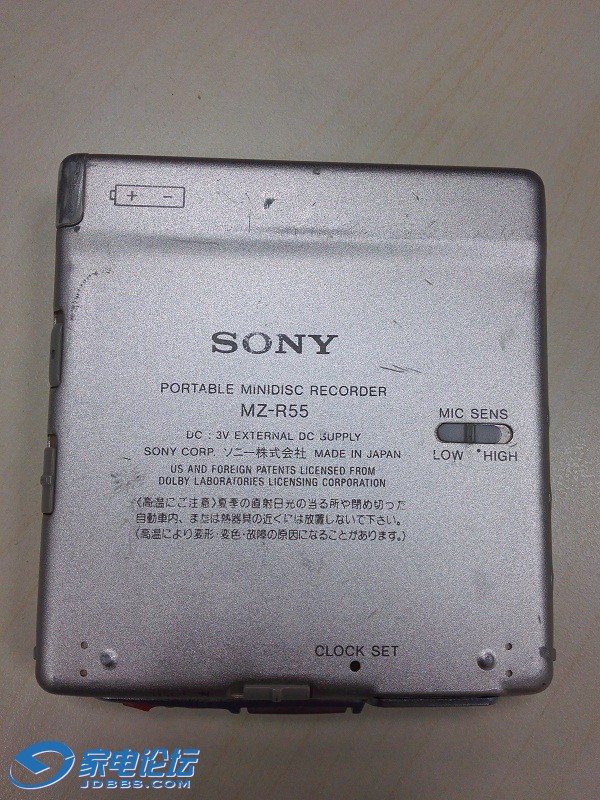 + −
SONY
PORTABLE MINIDISC RECORDER
MZ-R55
DC : 3V EXTERNAL DC SUPPLY
SONY CORP. ソニー株式会社 MADE IN JAPAN
US AND FOREIGN PATENTS LICENSED FROM
DOLBY LABORATORIES LICENSING CORPORATION
〈高温にご注意〉夏季の直射日光の当る所や閉め切った
自動車内、または熱器具の近くには放置しないで下さい。
(高温により変形・変色・故障の原因になることがあります。)
MIC SENS
LOW HIGH
CLOCK SET
家电论坛
JDBBS.COM